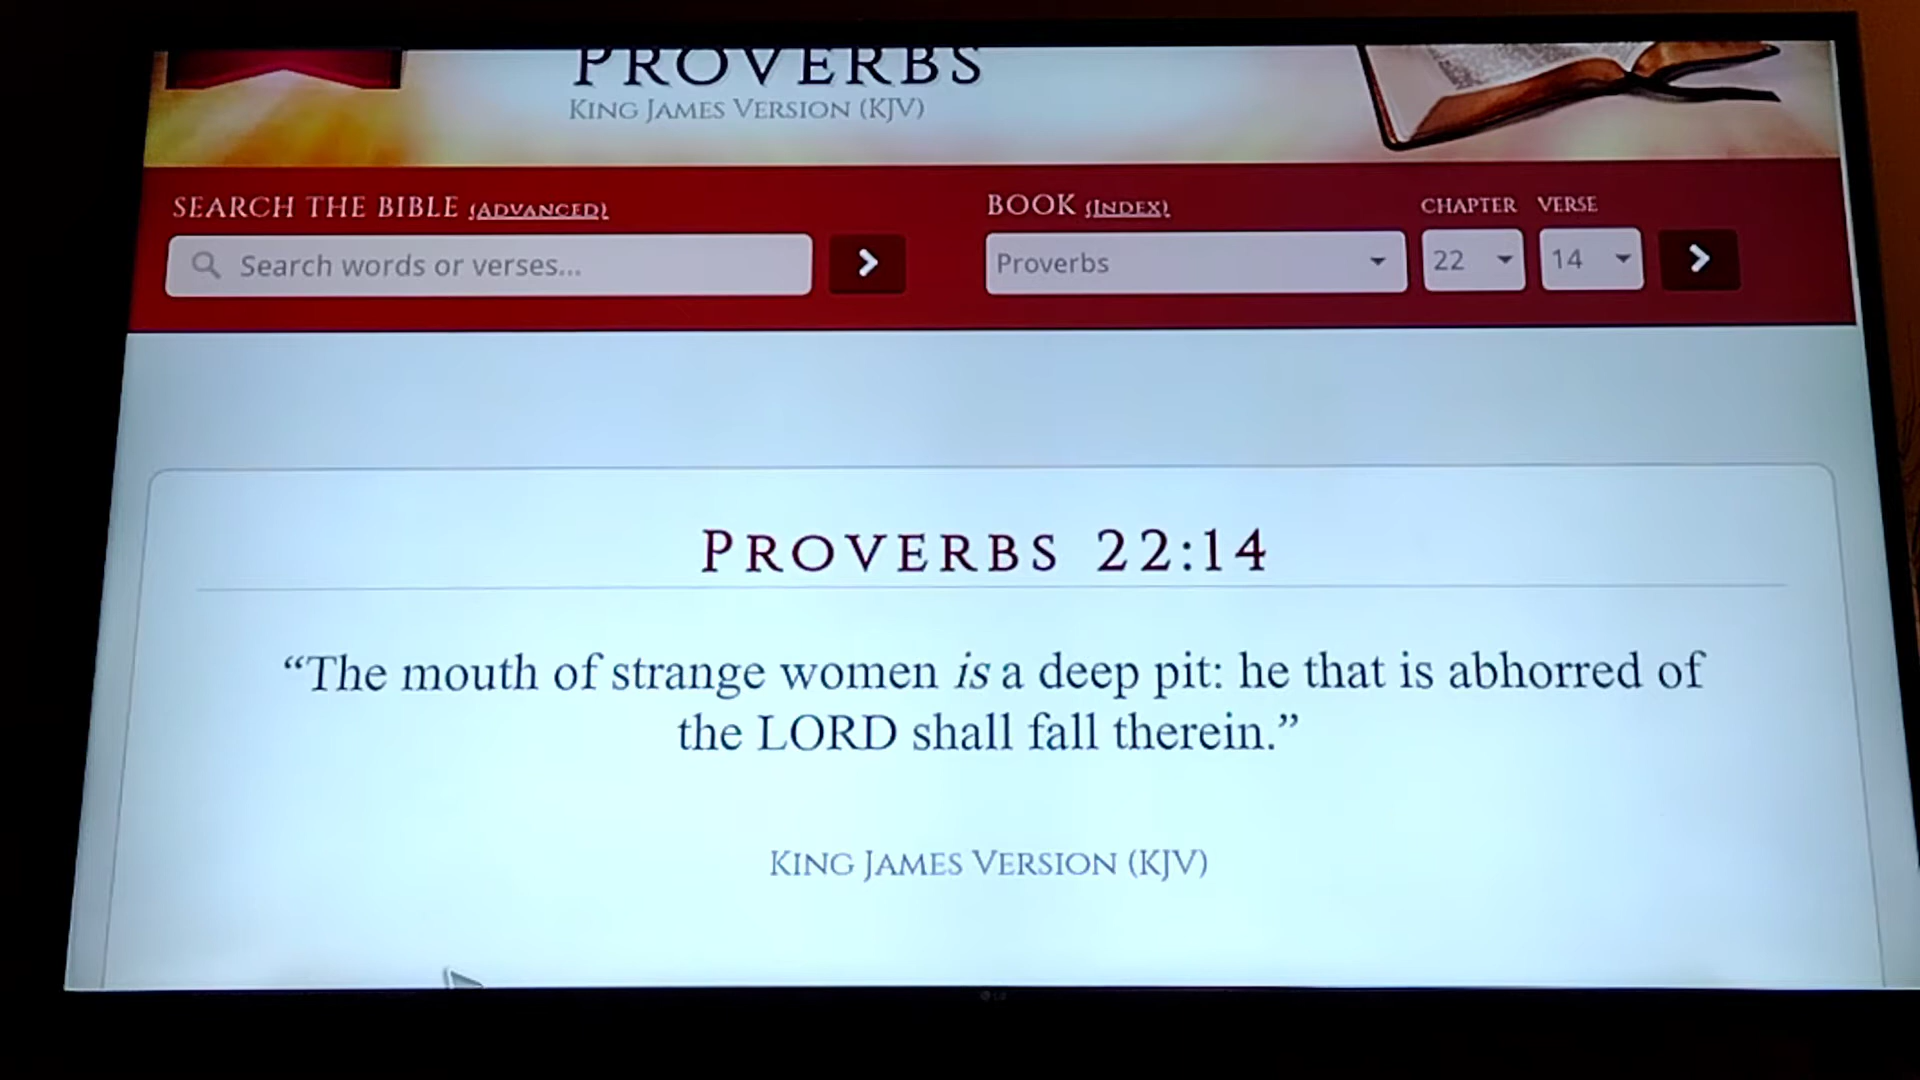 PROVERBS
KING JAMES VERSION (KJV)
SEARCH THE BIBLE (ADVANCED)
BOOK (INDEX)
CHAPTER VERSE
Search words or verses...
Proverbs
22
14
PROVERBS 22:14
“The mouth of strange women is a deep pit: he that is abhorred of
the LORD shall fall therein.”
KING JAMES VERSION (KJV)
LG